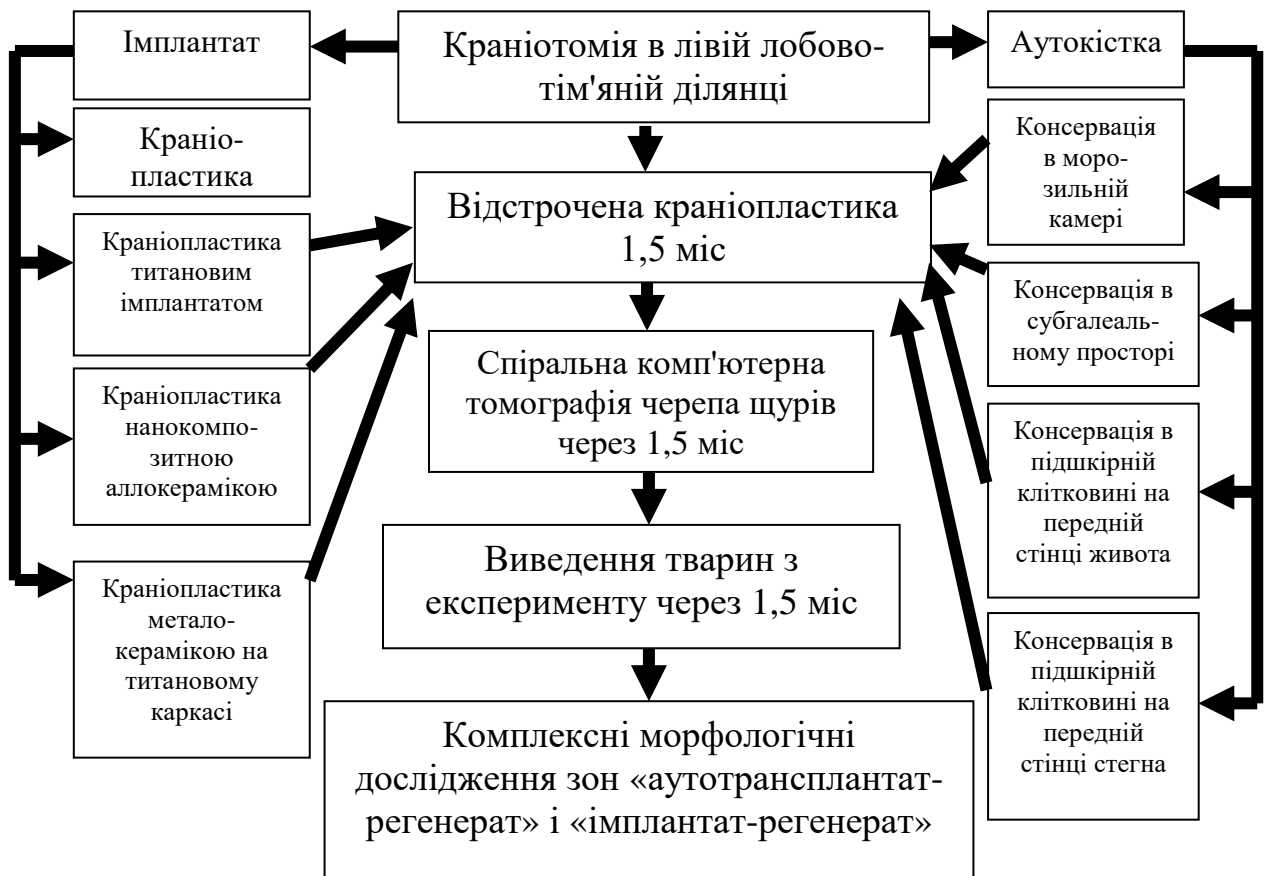 Імплантат
Краніотомія в лівій лобово-
тім'яній ділянці
Аутокістка
Краніо-
пластика
Відстрочена краніопластика
1,5 міс
Консервація
в моро-
зильній
камері
Краніопластика
титановим
імплантатом
Консервація в
субгалеаль-
ному просторі
Спіральна комп'ютерна
томографія черепа щурів
через 1,5 міс
Краніопластика
нанокомпо-
зитною
аллокерамікою
Консервація в
підшкірній
клітковині на
передній
стінці живота
Виведення тварин з
експерименту через 1,5 міс
Краніопластика
метало-
керамікою на
титановому
каркасі
Консервація в
підшкірній
клітковині на
передній
стінці стегна
Комплексні морфологічні
дослідження зон «аутотрансплантат-
регенерат» і «імплантат-регенерат»